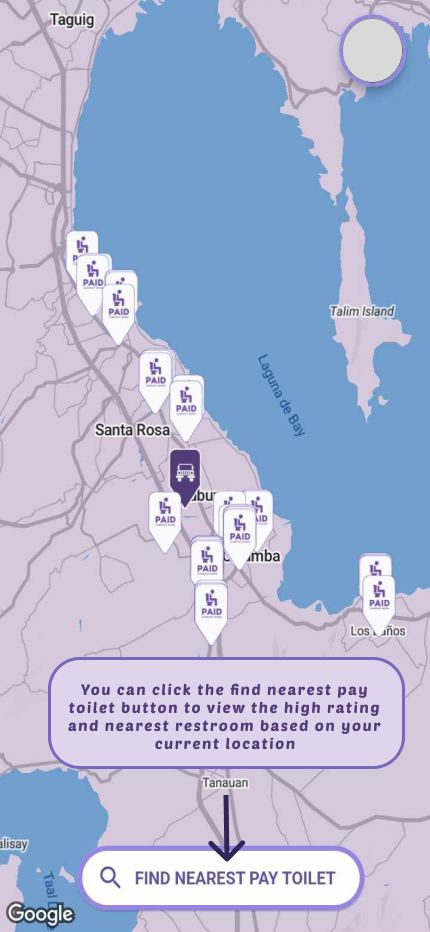 Taguig
Talim Island
PAID
PAID
PAID
PAID
Laguna de Bay
Santa Rosa
PAID
PAID
PAID
PAID
PAID
PAID
Los
You can click the find nearest pay
toilet button to view the high rating
and nearest restroom based on your
current location
Tanauan
FIND NEAREST PAY TOILET
Google